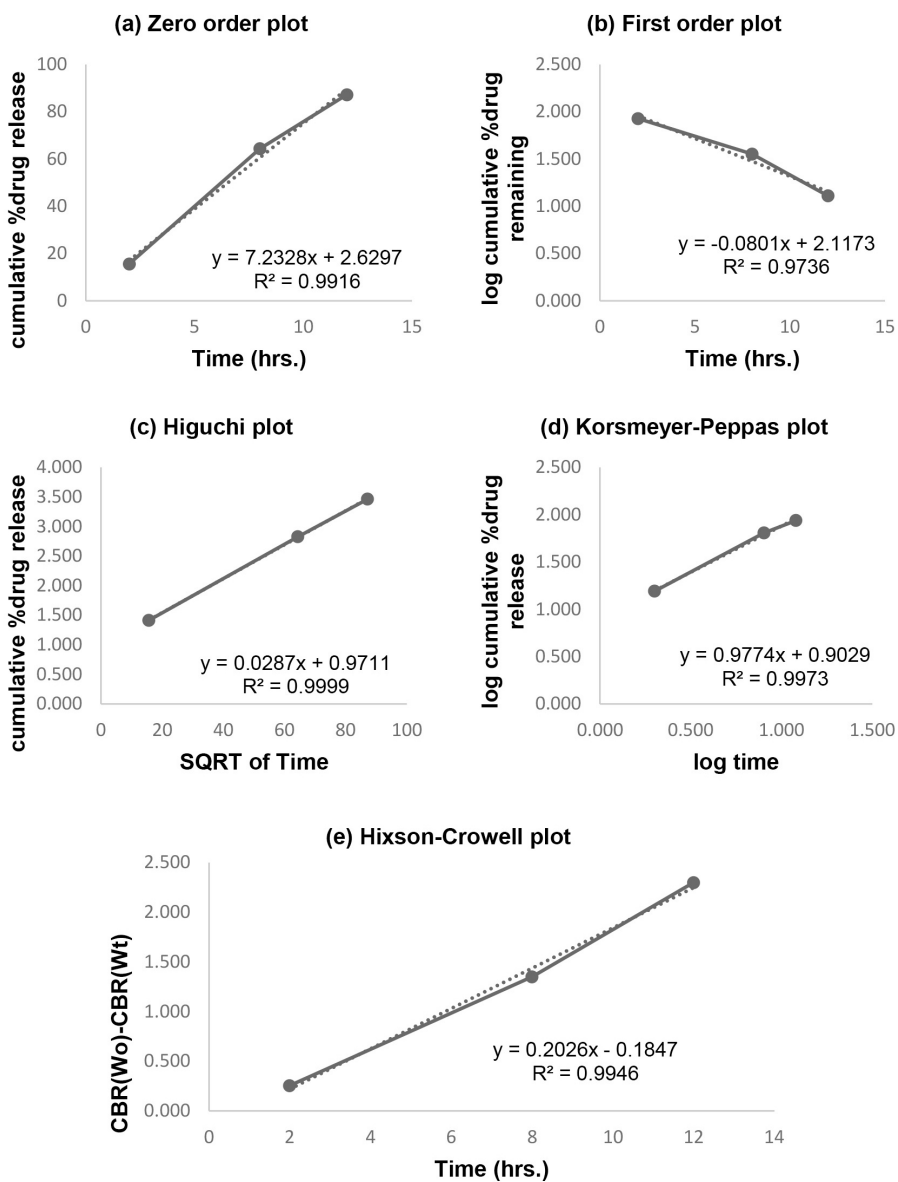 (a) Zero order plot
cumulative %drug release
100
80
60
40
20
0
y = 7.2328x + 2.6297
R² = 0.9916
0 5 10 15
Time (hrs.)
(b) First order plot
log cumulative %drug
remaining
2.500
2.000
1.500
1.000
0.500
0.000
y = -0.0801x + 2.1173
R² = 0.9736
0 5 10 15
Time (hrs.)
(c) Higuchi plot
cumulative %drug release
4.000
3.500
3.000
2.500
2.000
1.500
1.000
0.500
0.000
y = 0.0287x + 0.9711
R² = 0.9999
0 20 40 60 80 100
SQRT of Time
(d) Korsmeyer-Peppas plot
log cumulative %drug
release
2.500
2.000
1.500
1.000
0.500
0.000
y = 0.9774x + 0.9029
R² = 0.9973
0.000 0.500 1.000 1.500
log time
(e) Hixson-Crowell plot
CBR(Wo)-CBR(Wt)
2.500
2.000
1.500
1.000
0.500
0.000
y = 0.2026x - 0.1847
R² = 0.9946
0 2 4 6 8 10 12 14
Time (hrs.)